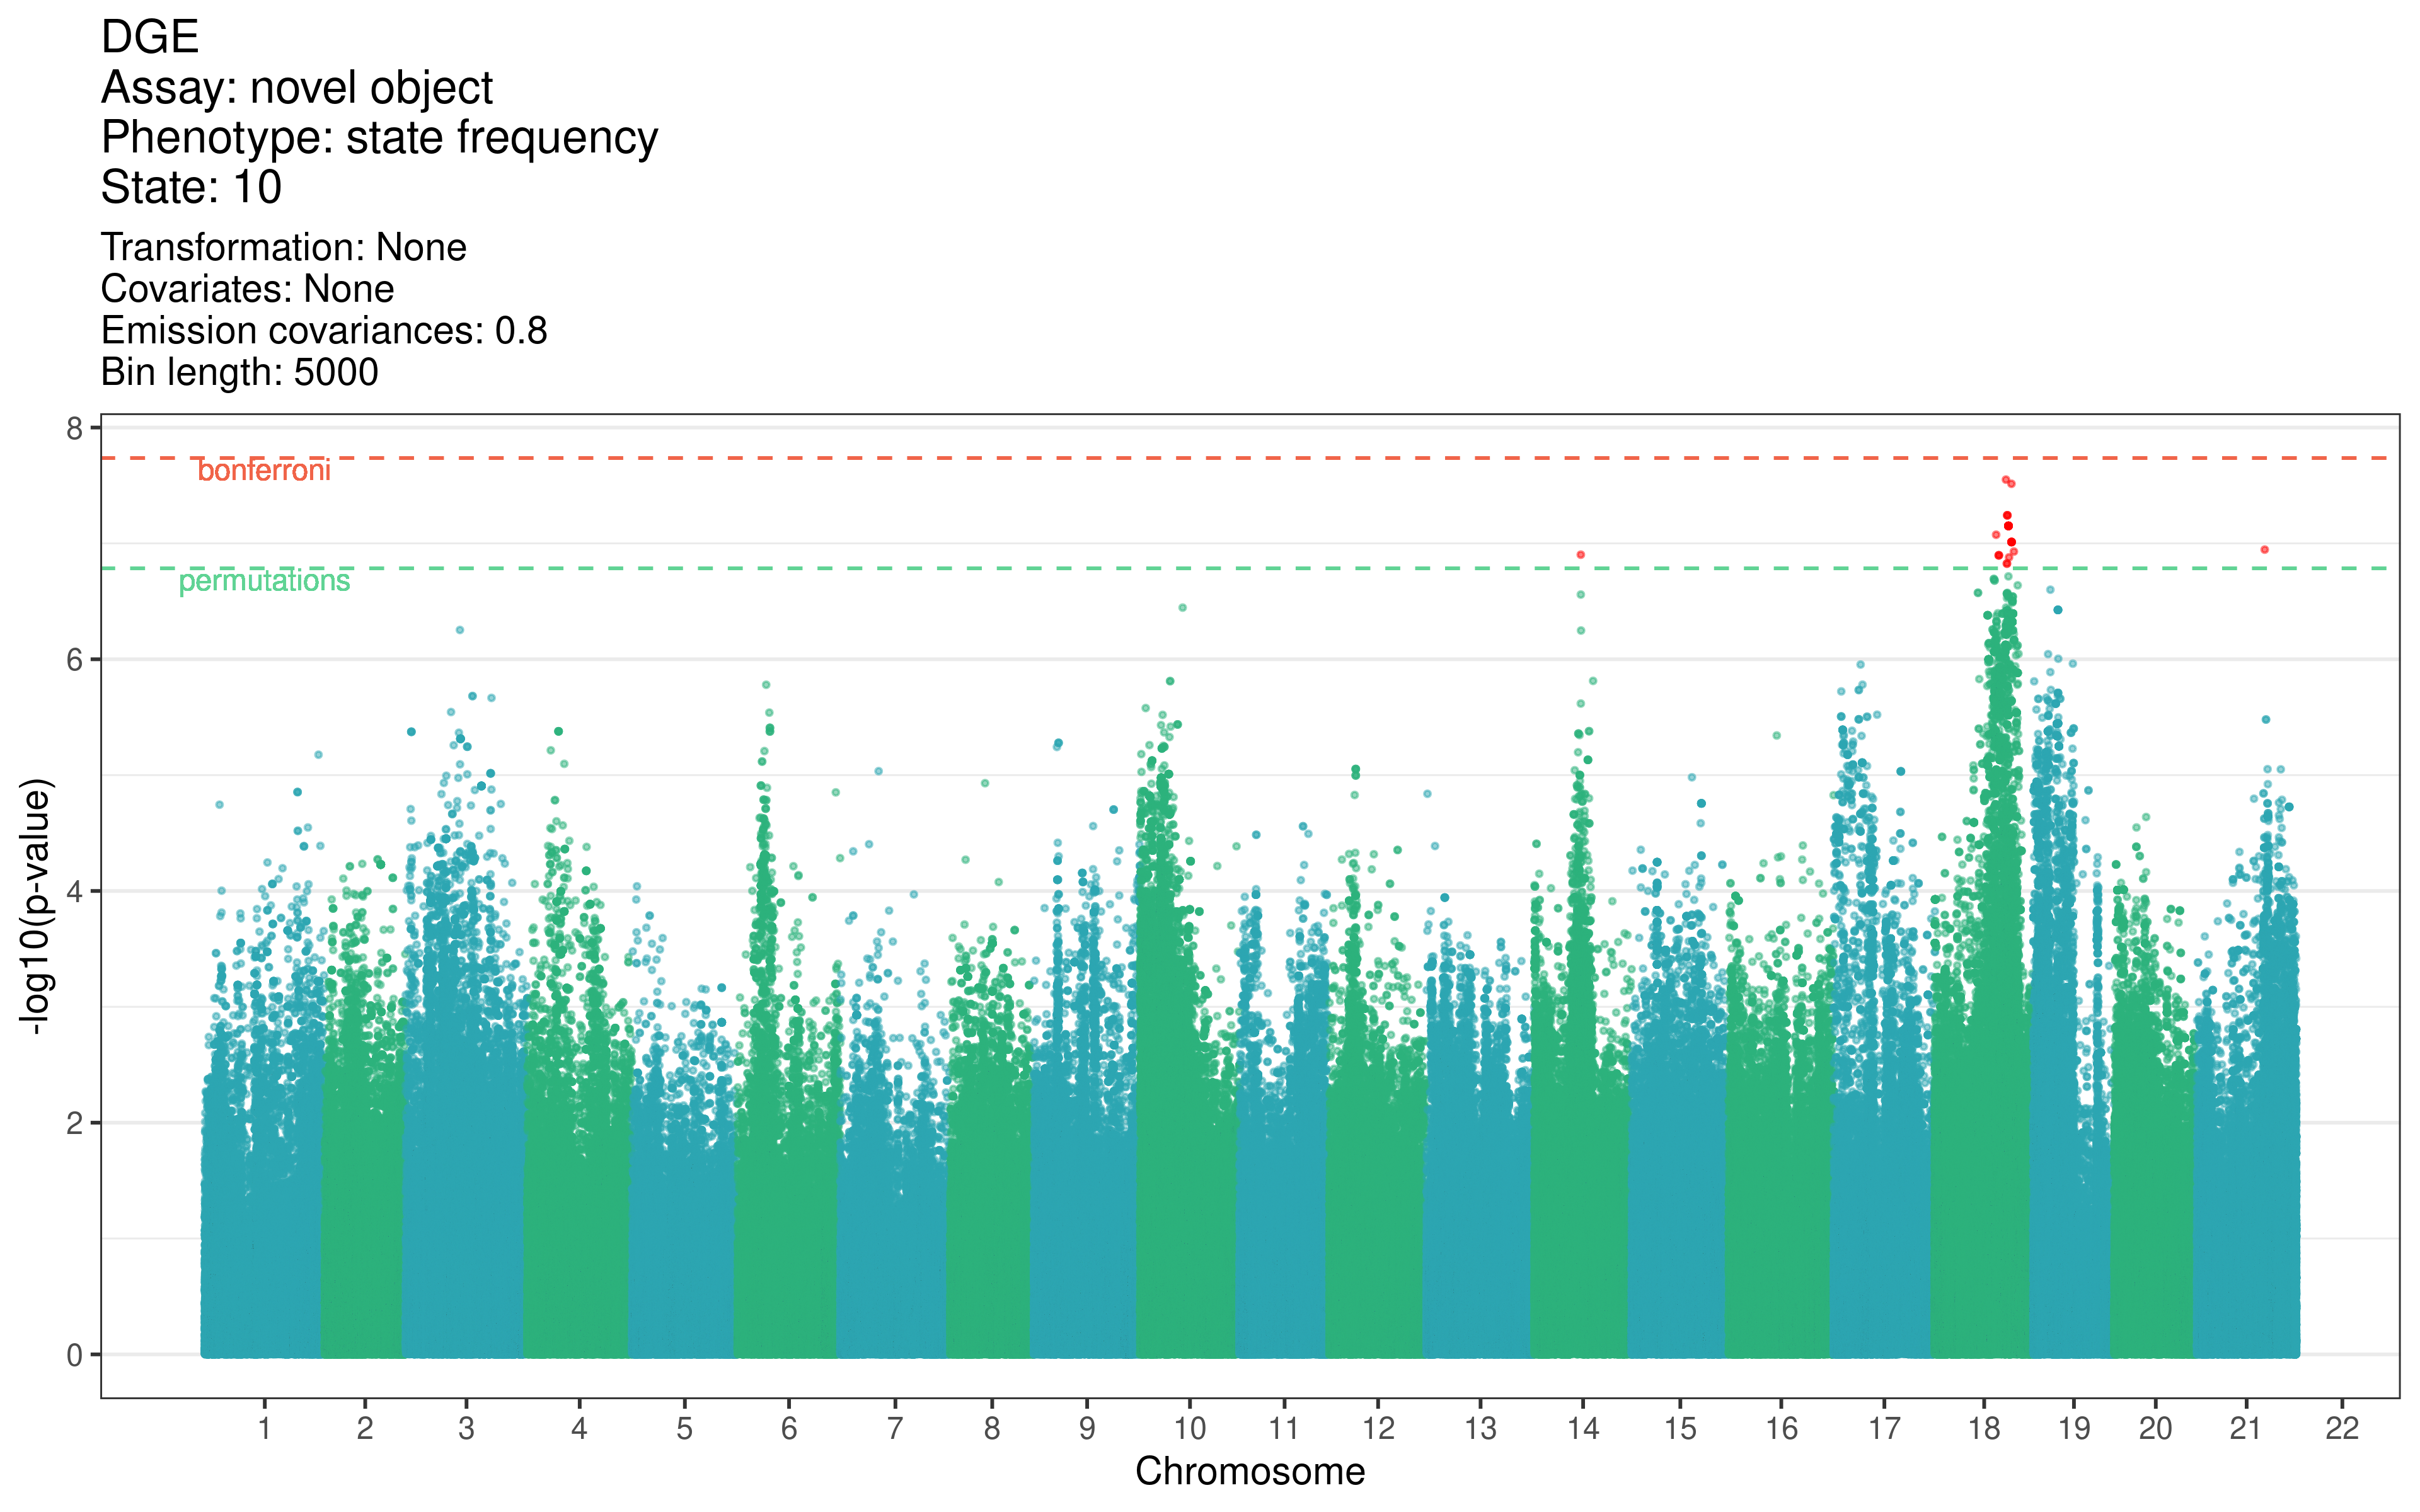 DGE
Assay: novel object
Phenotype: state frequency
State: 10
Transformation: None
Covariates: None
Emission covariances: 0.8
Bin length: 5000
8
bonferroni
permutations
6
4
2
0
-log10(p-value)
1 2 3 4 5 6 7 8 9 10 11 12 13 14 15 16 17 18 19 20 21 22
Chromosome